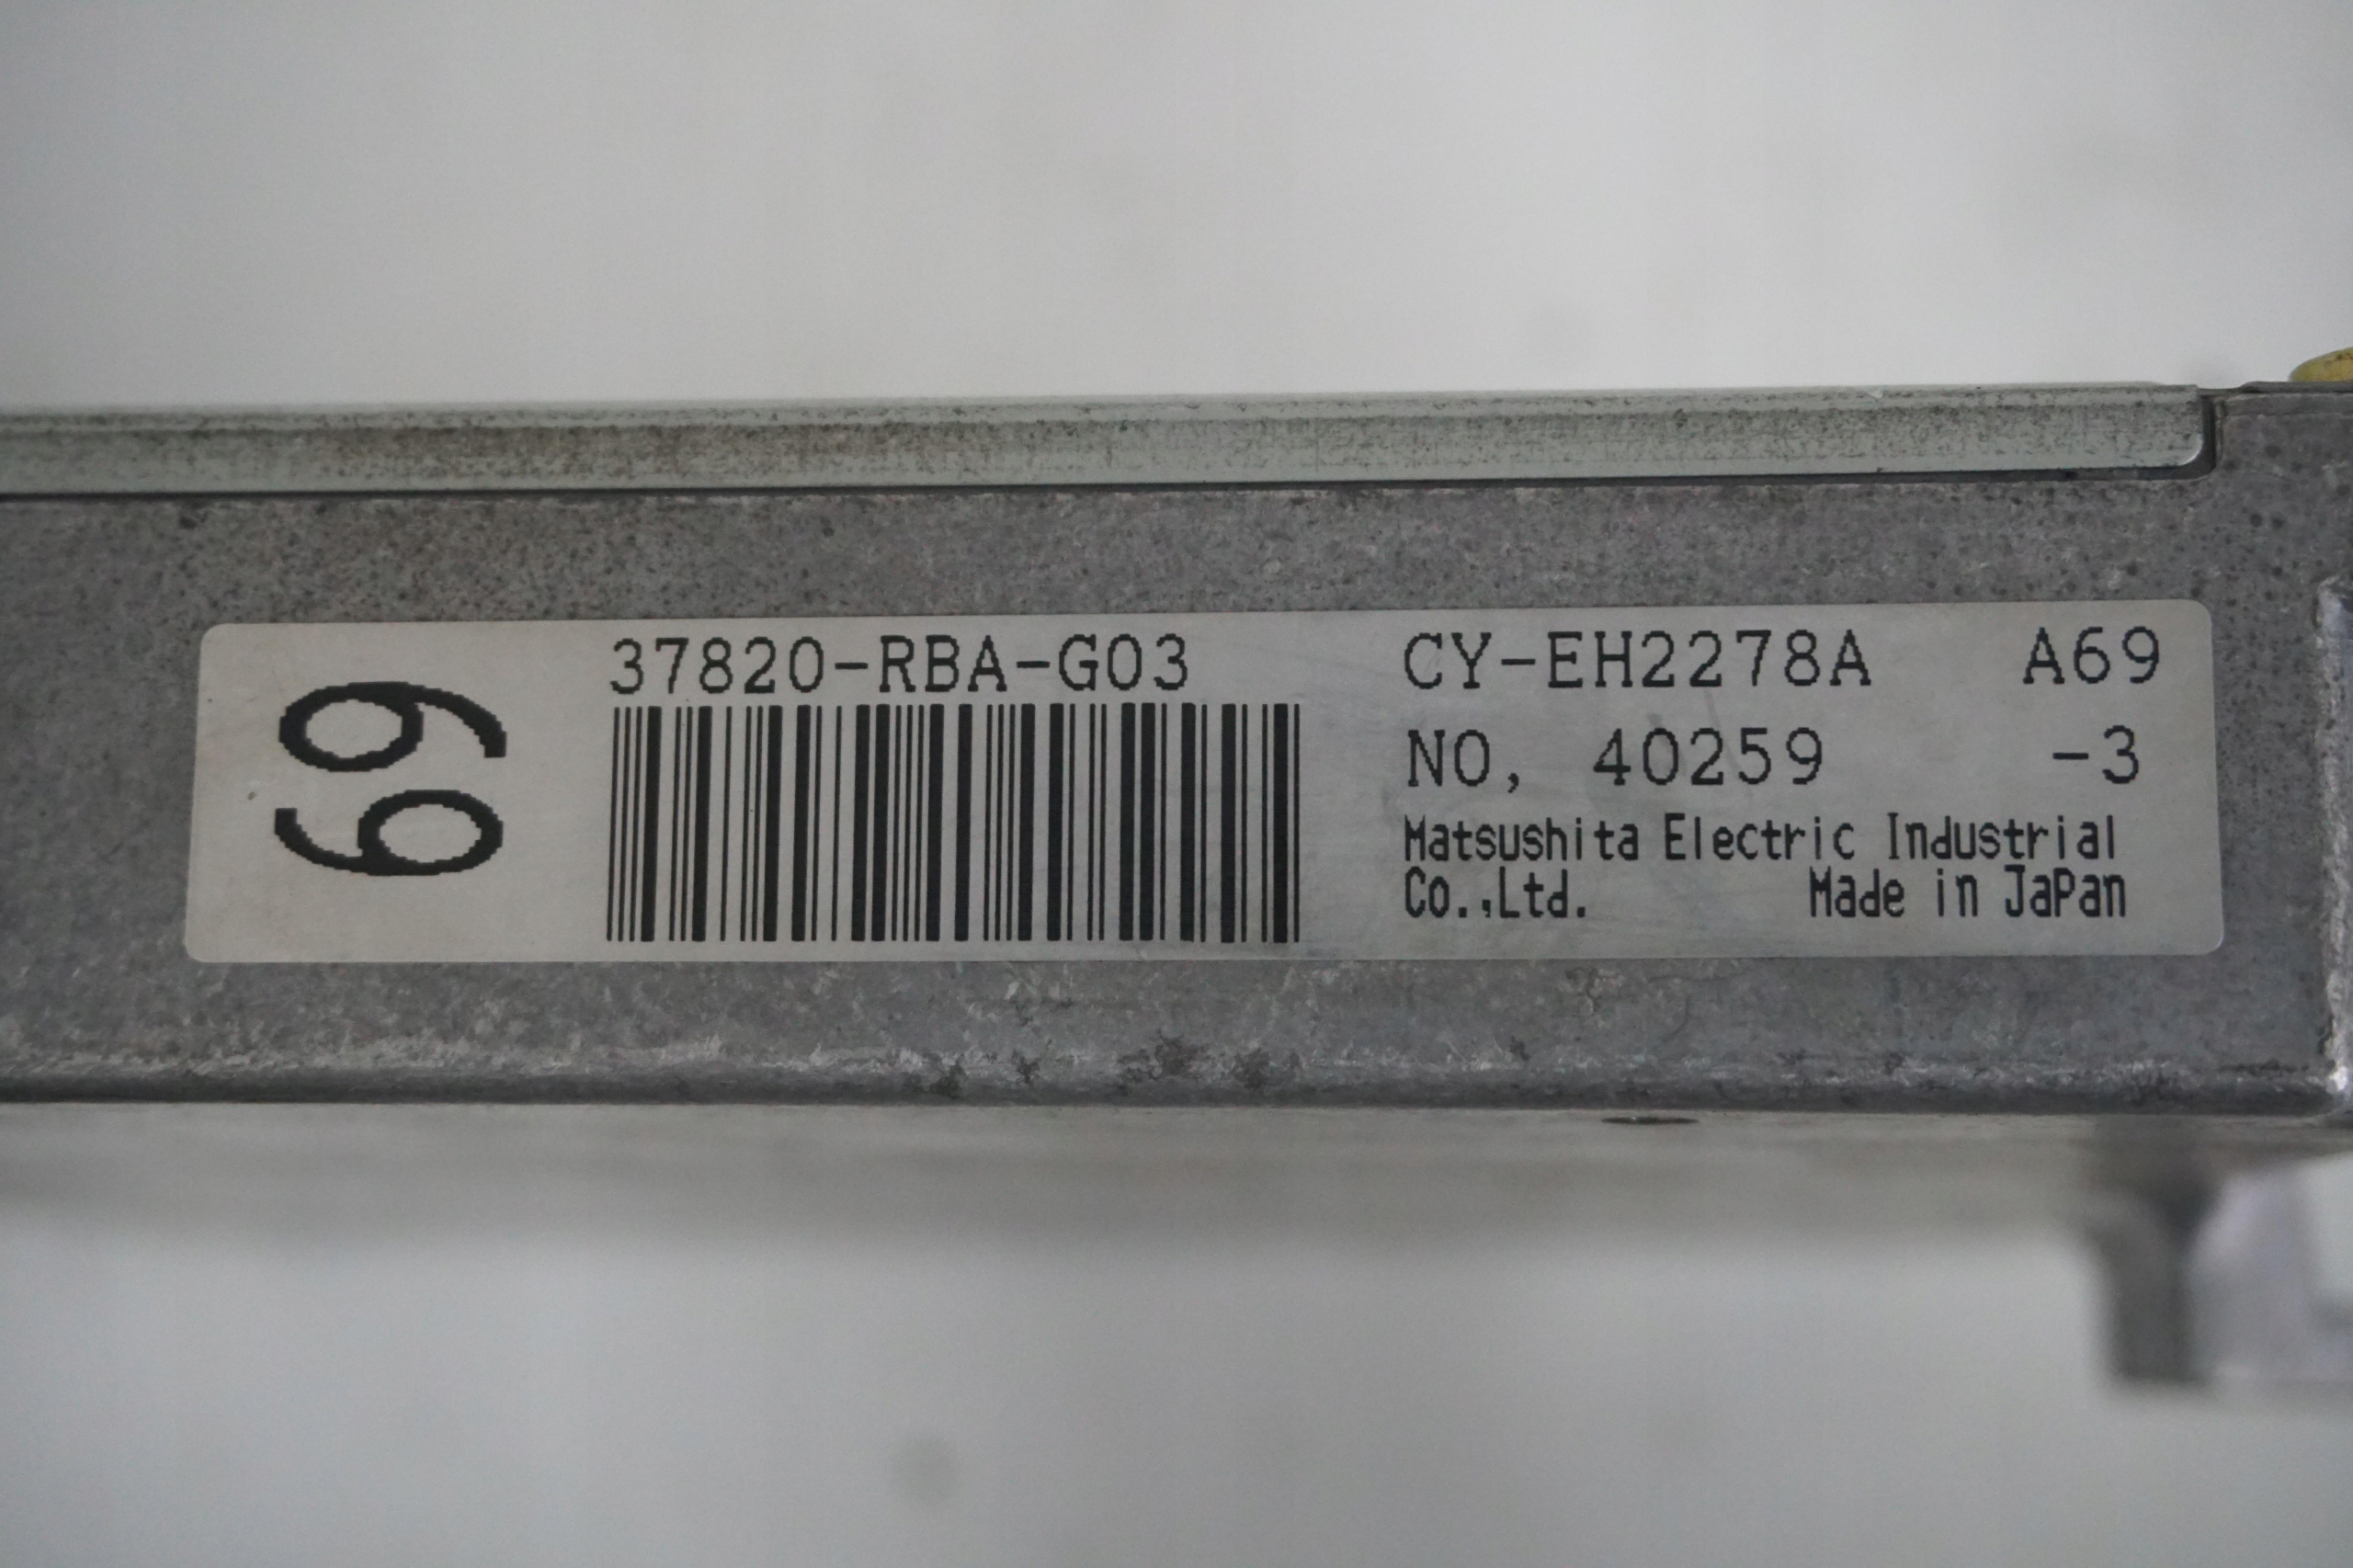 69
37820-RBA-G03
CY-EH2278A A69
NO, 40259 -3
Matsushita Electric Industrial
Co.,Ltd. Made in JaPan